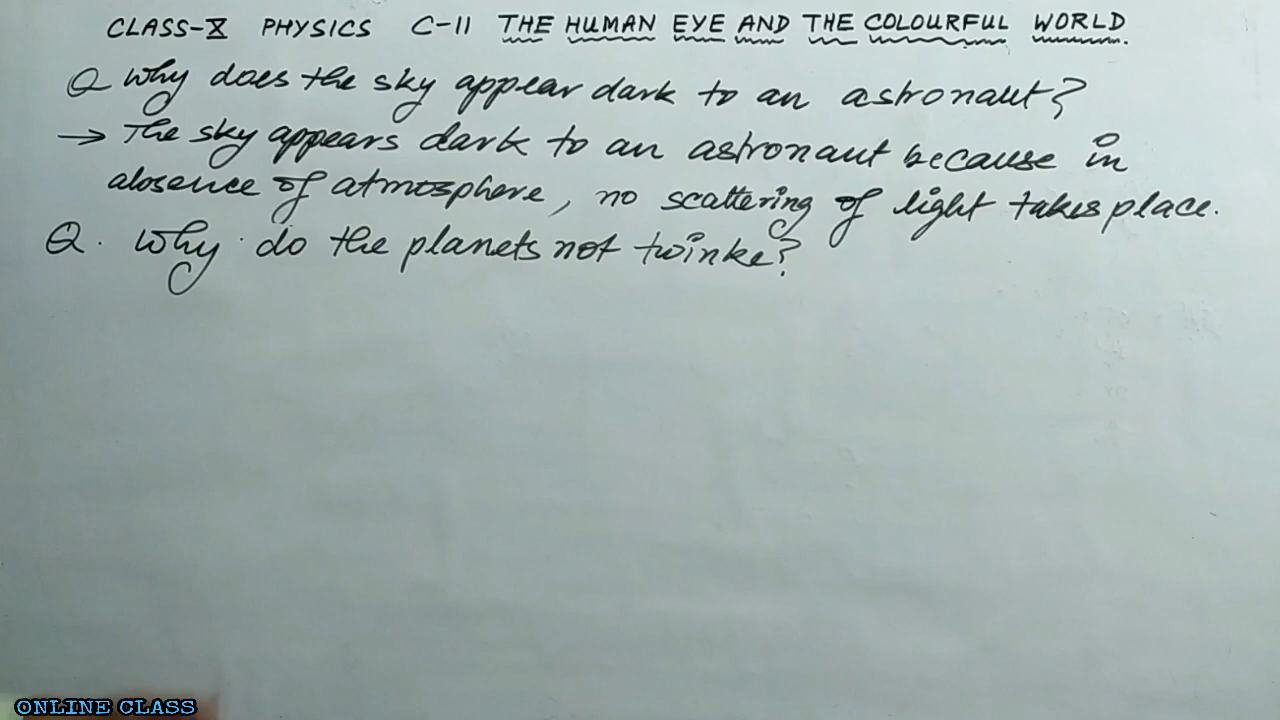 CLASS-X PHYSICS C-11 THE HUMAN EYE AND THE COLOURFUL WORLD
Q Why does the sky appear dark to an astronaut?
→ The sky appears dark to an astronaut because in
absence of atmosphere, no scattering of light takes place.
Q. Why do the planets not twinke?
ONLINE CLASS